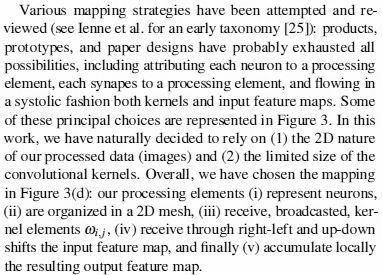 Various mapping strategies have been attempted and re-
viewed (see Ienne et al. for an early taxonomy [25]): products,
prototypes, and paper designs have probably exhausted all
possibilities, including attributing each neuron to a processing
element, each synapes to a processing element, and flowing in
a systolic fashion both kernels and input feature maps. Some
of these principal choices are represented in Figure 3. In this
work, we have naturally decided to rely on (1) the 2D nature
of our processed data (images) and (2) the limited size of the
convolutional kernels. Overall, we have chosen the mapping
in Figure 3(d): our processing elements (i) represent neurons,
(ii) are organized in a 2D mesh, (iii) receive, broadcasted, ker-
nel elements ω_{i,j}, (iv) receive through right-left and up-down
shifts the input feature map, and finally (v) accumulate locally
the resulting output feature map.